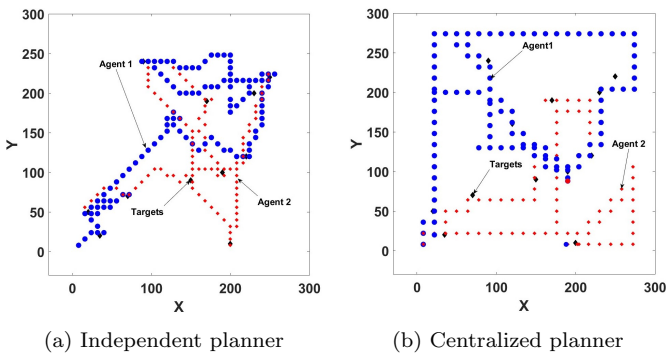 300
250
200
150
100
50
0
Y
0
100
200
300
X
Agent 1
Targets
Agent 2
(a) Independent planner
300
250
200
150
100
50
0
Y
0
100
200
300
X
Agent1
Targets
Agent 2
(b) Centralized planner